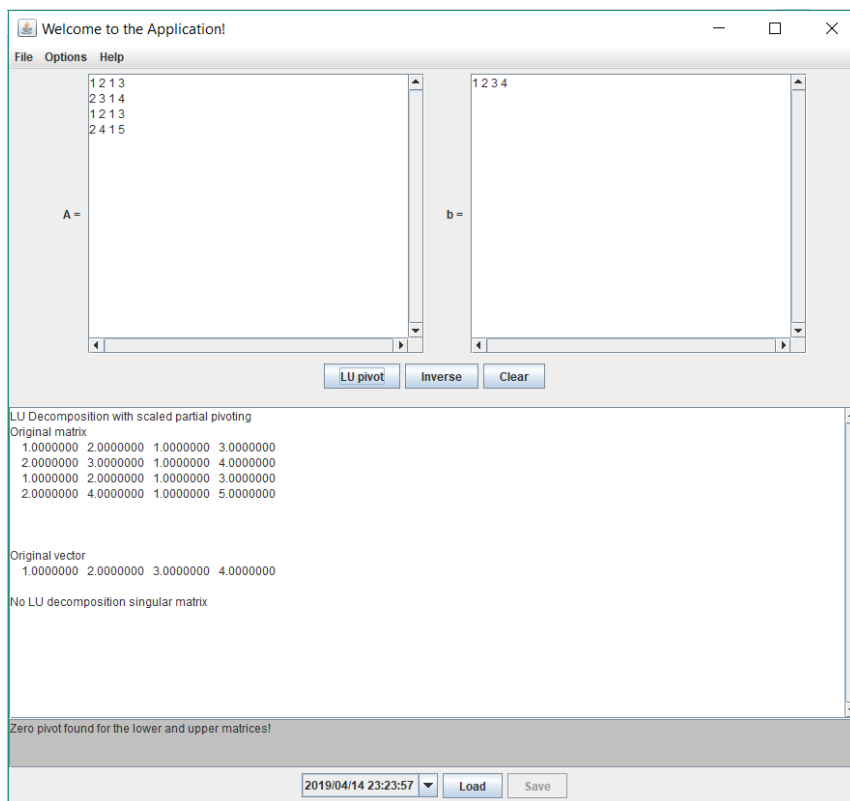 Welcome to the Application!
File Options Help
A =
1 2 1 3
2 3 1 4
1 2 1 3
2 4 1 5
b =
1 2 3 4
LU pivot Inverse Clear
LU Decomposition with scaled partial pivoting
Original matrix
1.0000000 2.0000000 1.0000000 3.0000000
2.0000000 3.0000000 1.0000000 4.0000000
1.0000000 2.0000000 1.0000000 3.0000000
2.0000000 4.0000000 1.0000000 5.0000000
Original vector
1.0000000 2.0000000 3.0000000 4.0000000
No LU decomposition singular matrix
Zero pivot found for the lower and upper matrices!
2019/04/14 23:23:57 Load Save